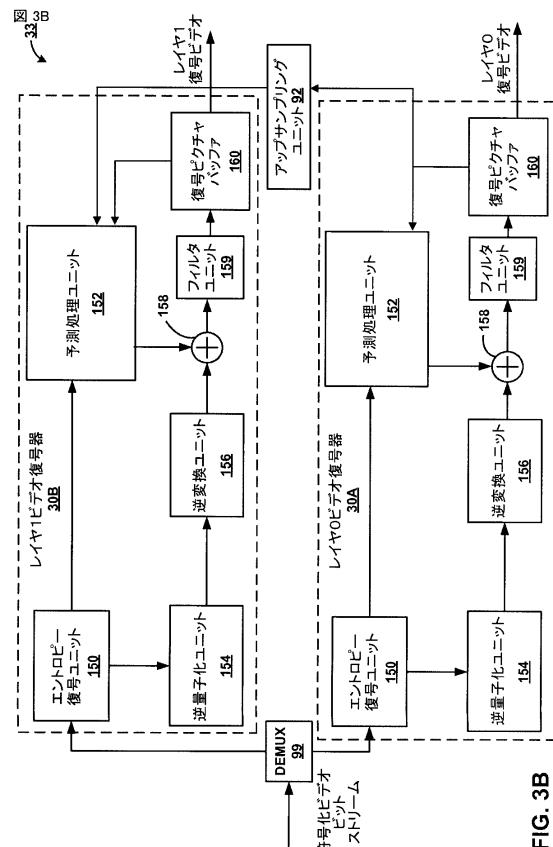 図 3B
33
レイヤ1
復号ビデオ
アップサンプリング
ユニット 92
レイヤ0
復号ビデオ
復号ピクチャ
バッファ
160
復号ピクチャ
バッファ
160
予測処理ユニット
152
フィルタ
ユニット
159
予測処理ユニット
152
フィルタ
ユニット
159
158
158
レイヤ1ビデオ復号器
30B
逆変換ユニット
156
レイヤ0ビデオ復号器
30A
逆変換ユニット
156
エントロピー
復号ユニット
150
逆量子化ユニット
154
エントロピー
復号ユニット
150
逆量子化ユニット
154
DEMUX
99
号化ビデオ
ビット
ストリーム
FIG. 3B